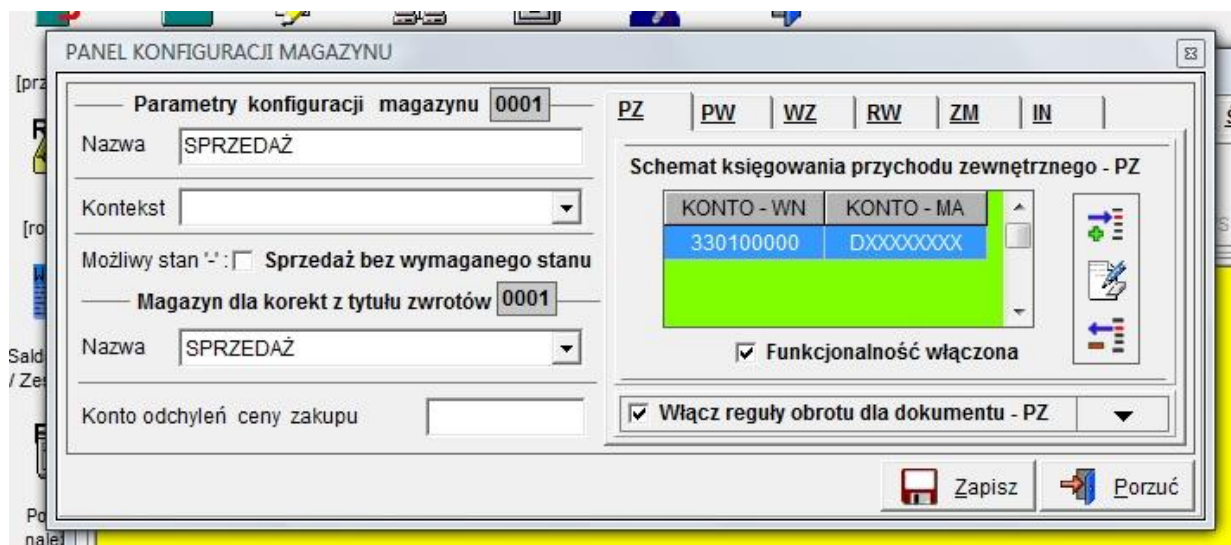 PANEL KONFIGURACJI MAGAZYNU
Parametry konfiguracji magazynu 0001
Nazwa SPRZEDAŻ
Kontekst
Możliwy stan '-' : Sprzedaż bez wymaganego stanu
Magazyn dla korekt z tytułu zwrotów 0001
Nazwa SPRZEDAŻ
Konto odchyleń ceny zakupu
PZ PW WZ RW ZM IN
Schemat księgowania przychodu zewnętrznego - PZ
KONTO - WN KONTO - MA
330100000 DXXXXXXXX
Funkcjonalność włączona
Włącz reguły obrotu dla dokumentu - PZ
Zapisz Porzuć